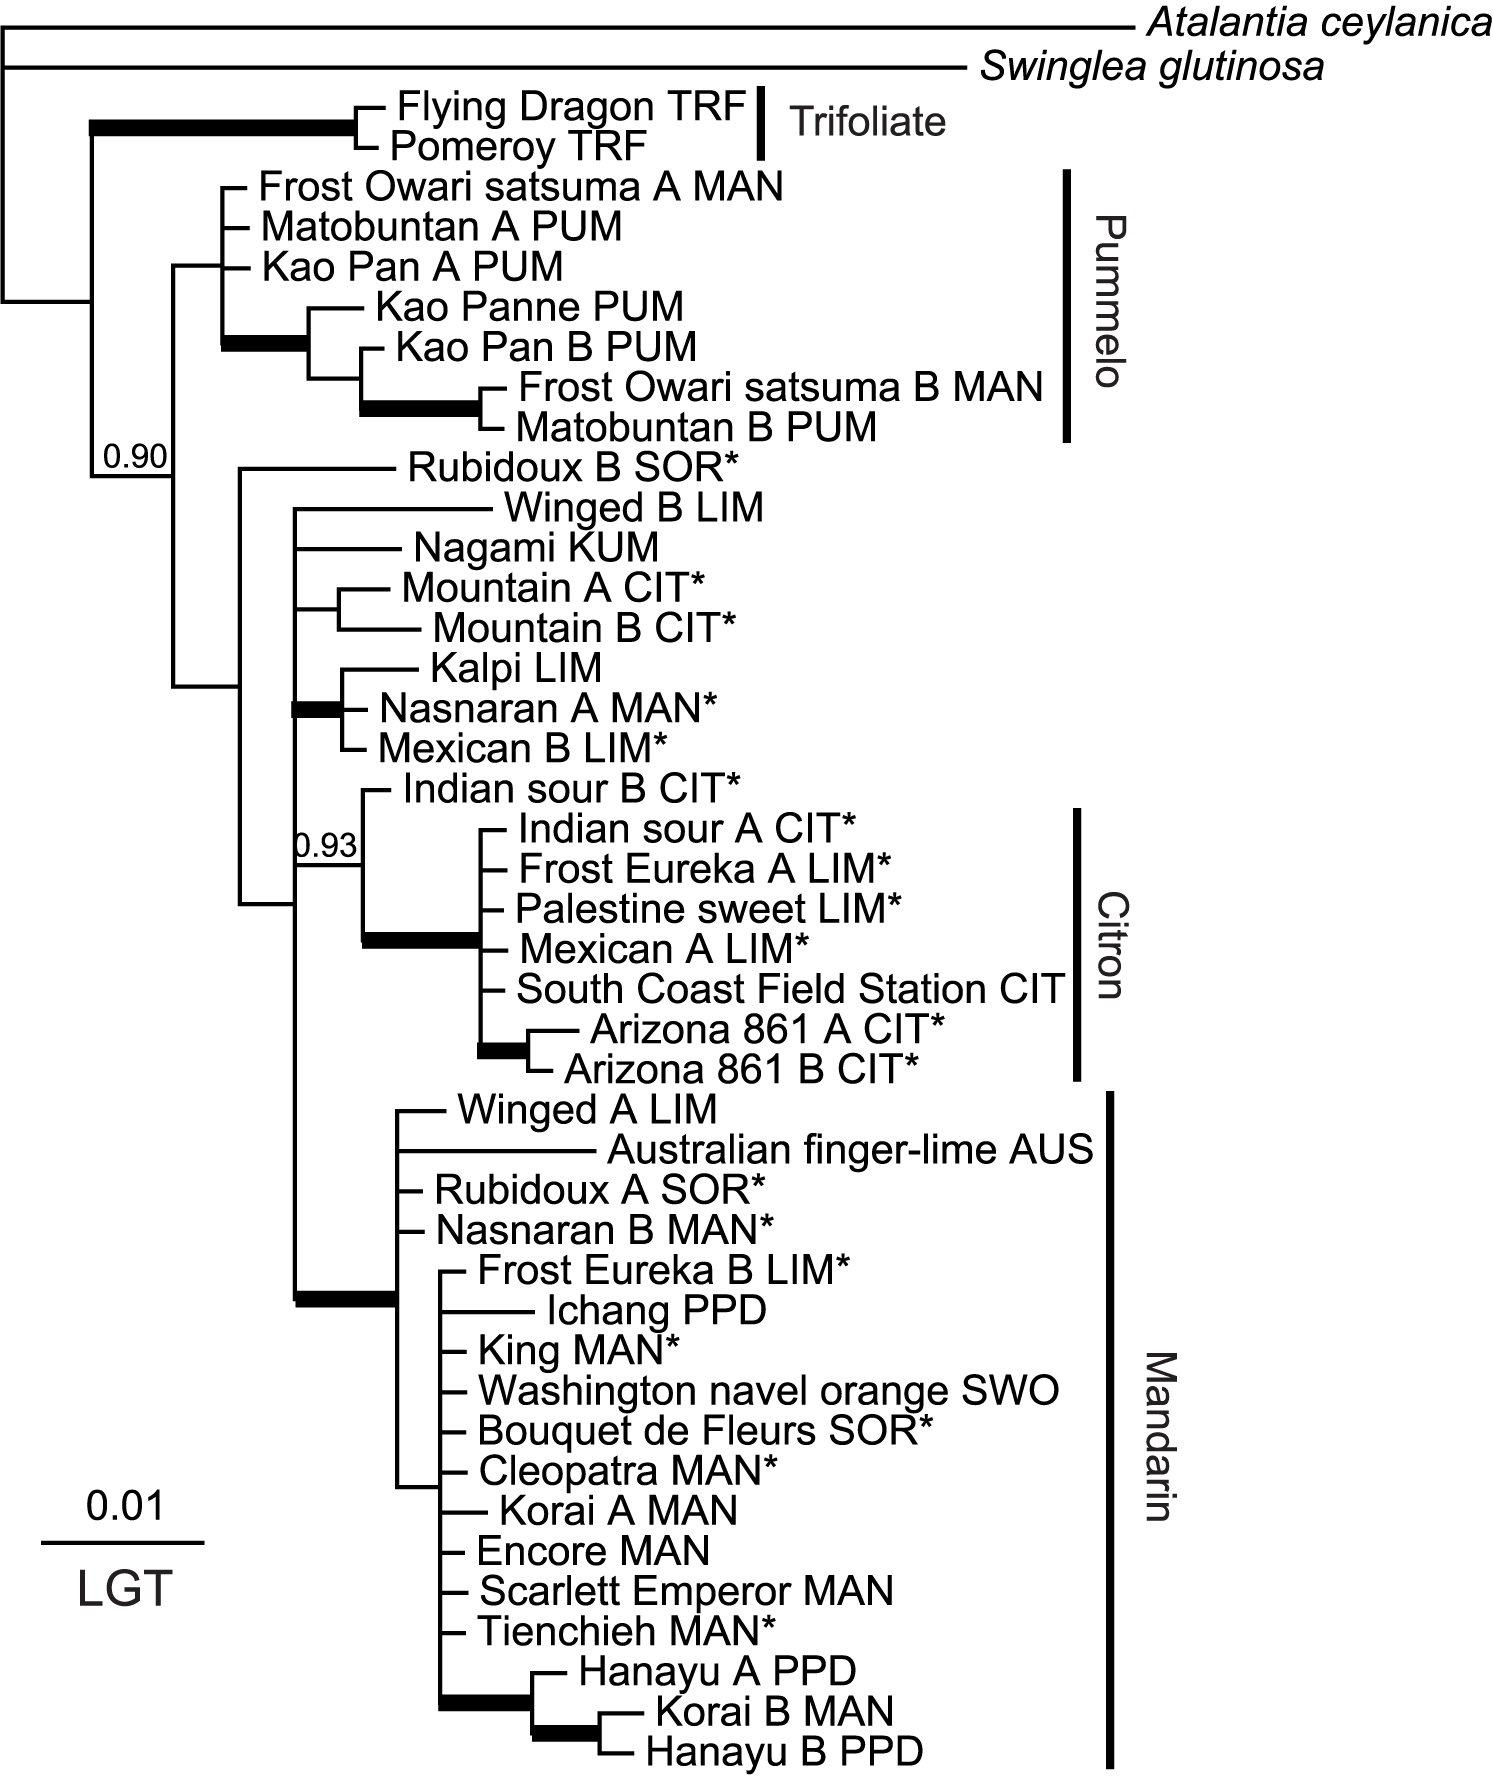 Atalantia ceylanica
Swinglea glutinosa
Flying Dragon TRF
Pomeroy TRF
Trifoliate
Frost Owari satsuma A MAN
Matobuntan A PUM
Kao Pan A PUM
Kao Panne PUM
Kao Pan B PUM
Frost Owari satsuma B MAN
Matobuntan B PUM
Pummelo
0.90
Rubidoux B SOR*
Winged B LIM
Nagami KUM
Mountain A CIT*
Mountain B CIT*
Kalpi LIM
Nasnaran A MAN*
Mexican B LIM*
Indian sour B CIT*
0.93
Indian sour A CIT*
Frost Eureka A LIM*
Palestine sweet LIM*
Mexican A LIM*
South Coast Field Station CIT
Arizona 861 A CIT*
Arizona 861 B CIT*
Citron
Winged A LIM
Australian finger-lime AUS
Rubidoux A SOR*
Nasnaran B MAN*
Frost Eureka B LIM*
Ichang PPD
King MAN*
Washington navel orange SWO
Bouquet de Fleurs SOR*
Cleopatra MAN*
Korai A MAN
Encore MAN
Scarlett Emperor MAN
Tienchieh MAN*
Hanayu A PPD
Korai B MAN
Hanayu B PPD
Mandarin
0.01
LGT